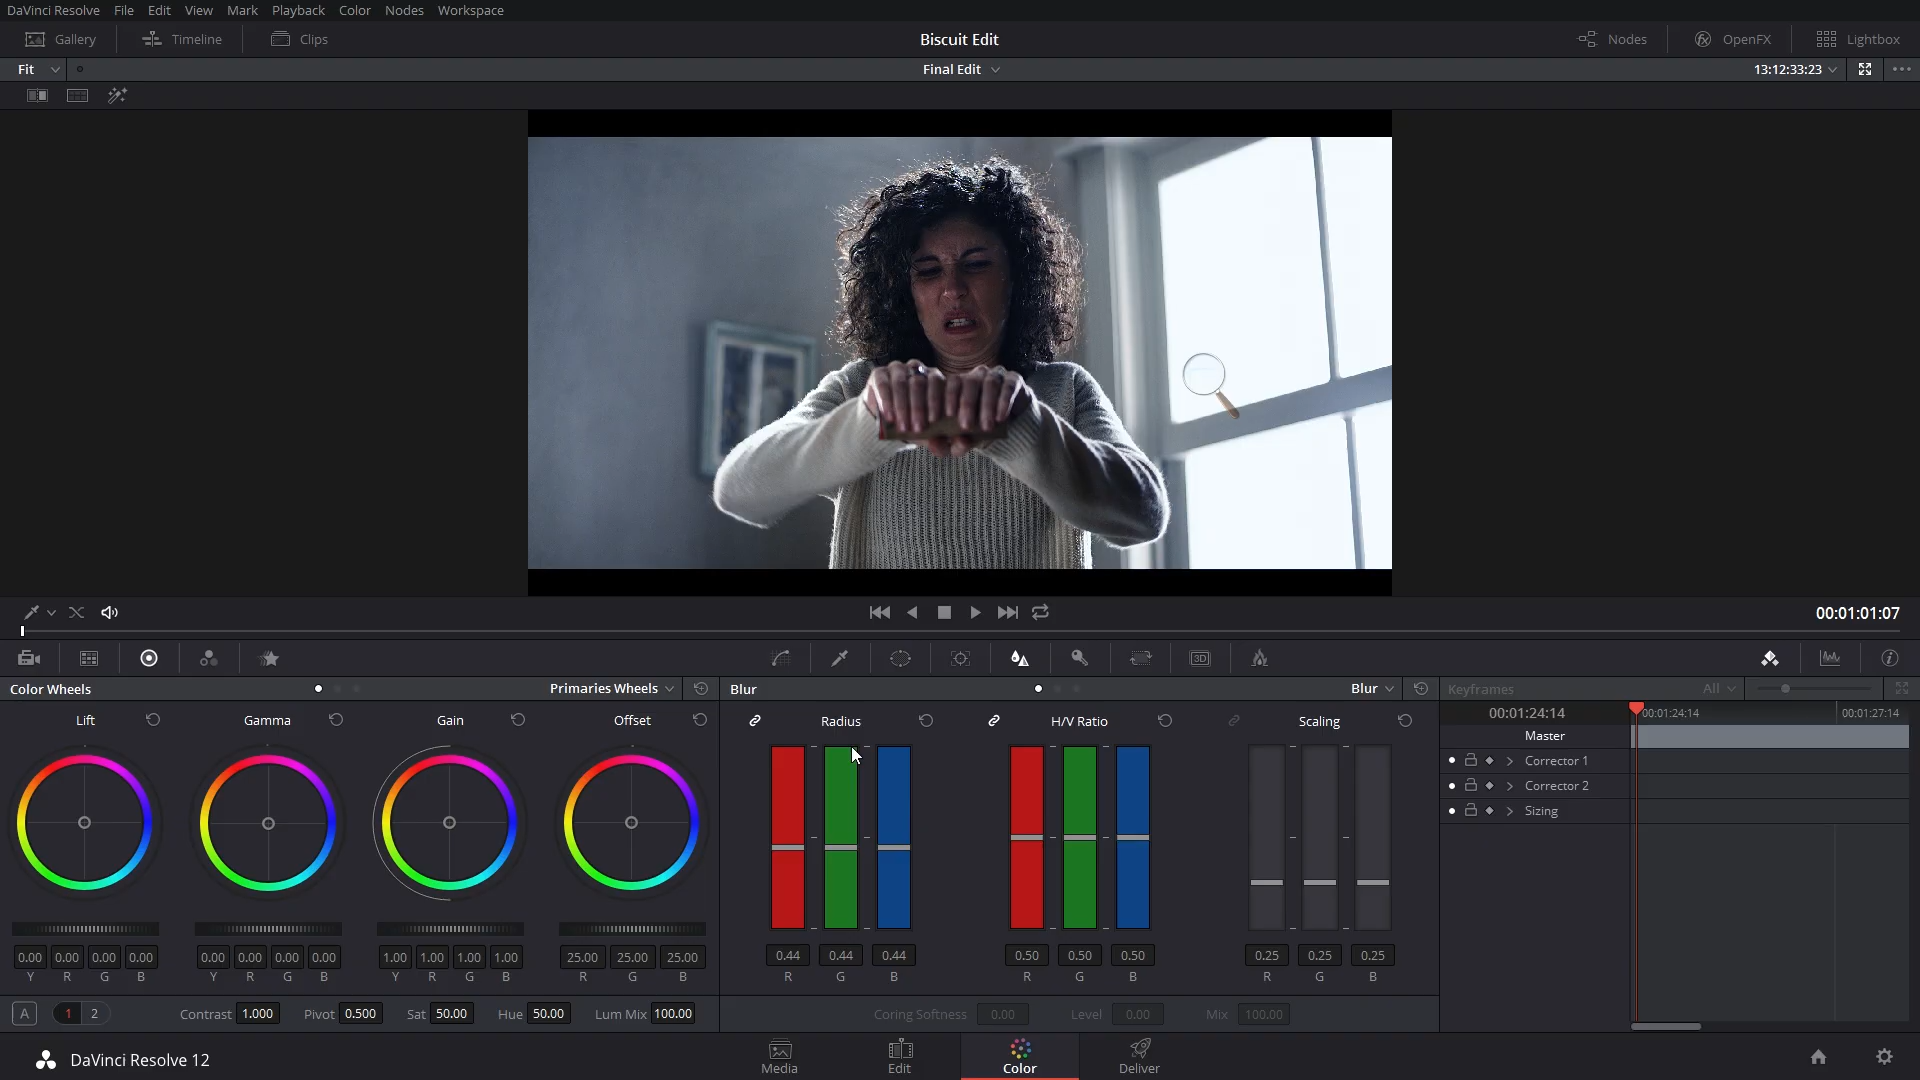 DaVinci Resolve File Edit View Mark Playback Color Nodes Workspace
Gallery Timeline Clips Biscuit Edit Nodes OpenFX Lightbox
Fit Final Edit 13:12:33:23
00:01:01:07
3D
Color Wheels Primaries Wheels Blur Blur Keyframes All
Lift Gamma Gain Offset Radius H/V Ratio Scaling 00:01:24:14 00:01:24:14 00:01:27:14
Master
Corrector 1
Corrector 2
Sizing
0.00 0.00 0.00 0.00 0.00 0.00 0.00 0.00 1.00 1.00 1.00 1.00 25.00 25.00 25.00 0.44 0.44 0.44 0.50 0.50 0.50 0.25 0.25 0.25
Y R G B Y R G B Y R G B R G B R G B R G B R G B
A 1 2 Contrast 1.000 Pivot 0.500 Sat 50.00 Hue 50.00 Lum Mix 100.00 Coring Softness 0.00 Level 0.00 Mix 100.00
DaVinci Resolve 12 Media Edit Color Deliver